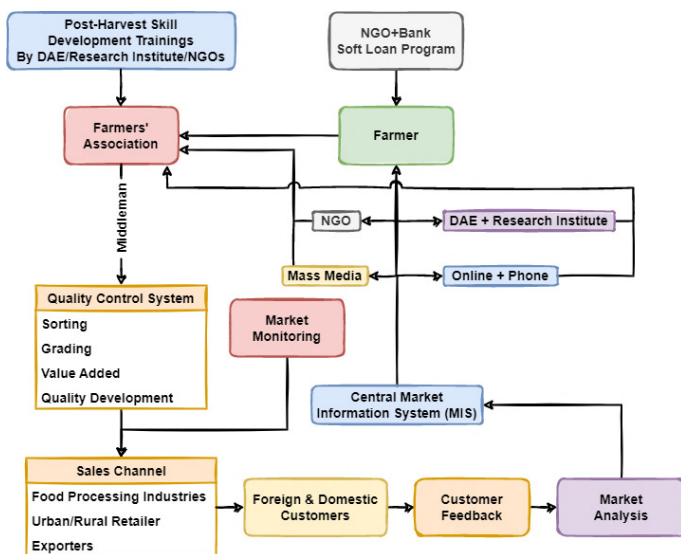 Post-Harvest Skill
Development Trainings
By DAE/Research Institute/NGOs
NGO+Bank
Soft Loan Program
Farmers'
Association
Farmer
Middleman
NGO
DAE + Research Institute
Mass Media
Online + Phone
Quality Control System
Sorting
Grading
Value Added
Quality Development
Market
Monitoring
Central Market
Information System (MIS)
Sales Channel
Food Processing Industries
Urban/Rural Retailer
Exporters
Foreign & Domestic
Customers
Customer
Feedback
Market
Analysis